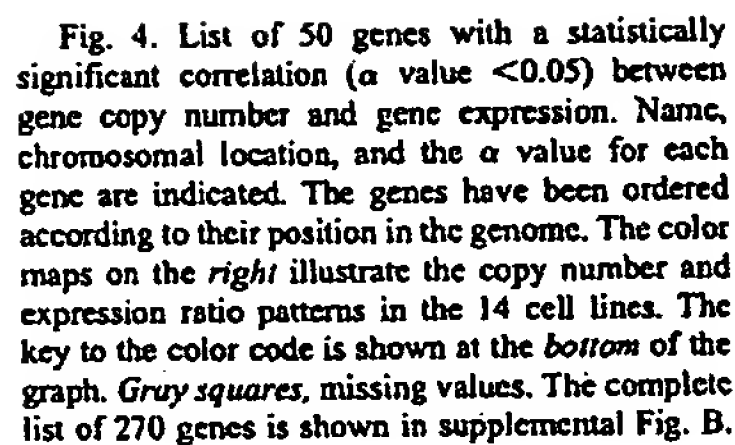 Fig. 4. List of 50 genes with a statistically
significant correlation (α value <0.05) between
gene copy number and gene expression. Name,
chromosomal location, and the α value for each
gene are indicated. The genes have been ordered
according to their position in the genome. The color
maps on the right illustrate the copy number and
expression ratio patterns in the 14 cell lines. The
key to the color code is shown at the bottom of the
graph. Gray squares, missing values. The complete
list of 270 genes is shown in supplemental Fig. B.